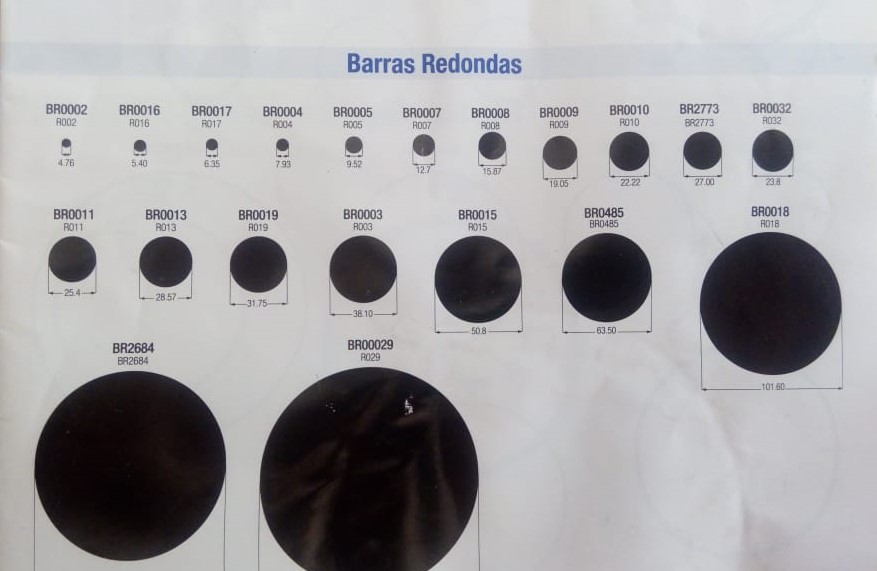 Barras Redondas
BR0002 BR0016 BR0017 BR0004 BR0005 BR0007 BR0008 BR0009 BR0010 BR2773 BR0032
R002 R016 R017 R004 R005 R007 R008 R009 R010 BR2773 R032
4.76 5.40 6.35 7.93 9.52 12.7 15.87 19.05 22.22 27.00 23.8
BR0011 BR0013 BR0019 BR0003 BR0015 BR0485 BR0018
R011 R013 R019 R003 R015 BR0485 R018
25.4 28.57 31.75 38.10 50.8 63.50 101.60
BR2684 BR00029
BR2684 R029